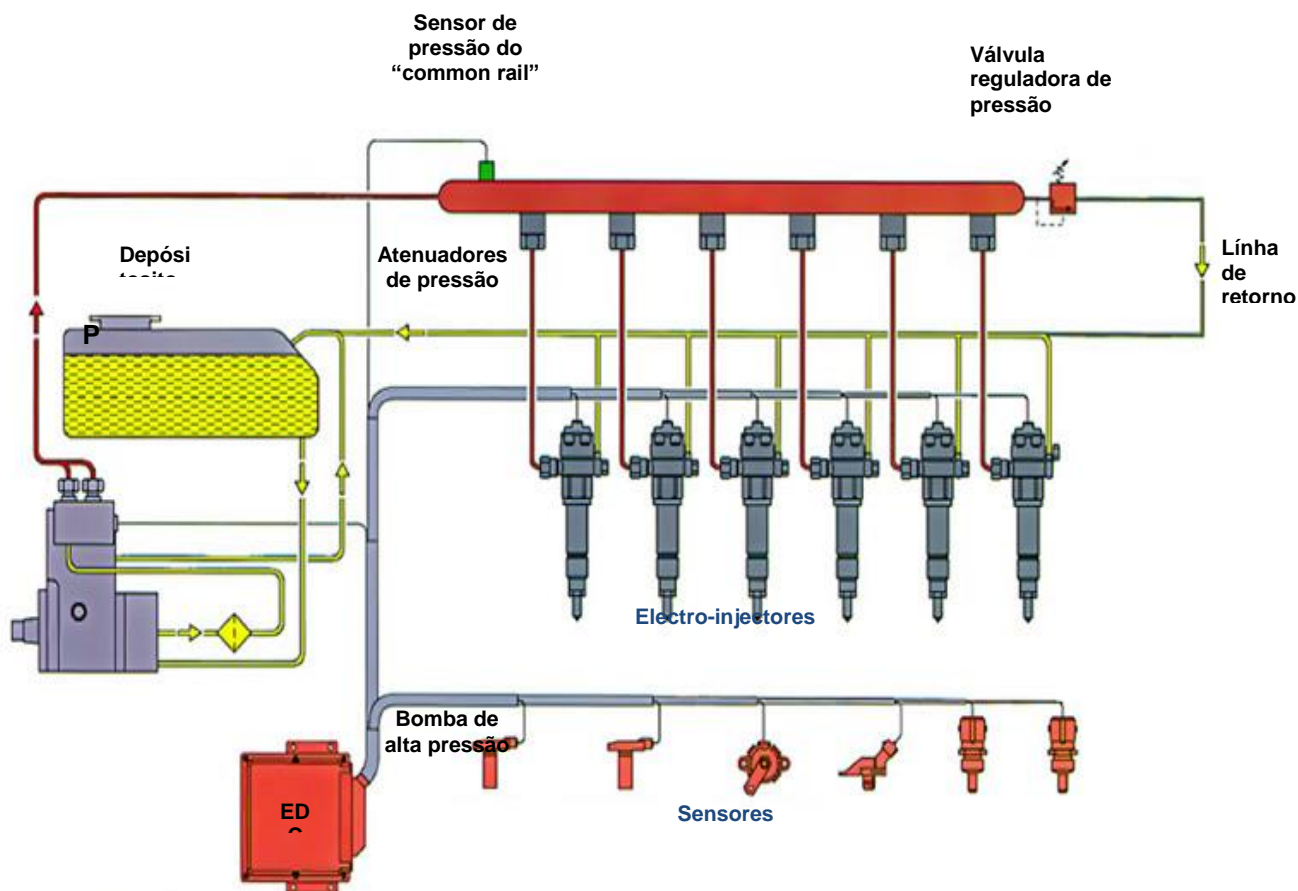 Sensor de
pressão do
“common rail”
Válvula
reguladora de
pressão
Depósi
Atenuadores
de pressão
Línha
de
retorno
P
Electro-injectores
Bomba de
alta pressão
ED
Sensores